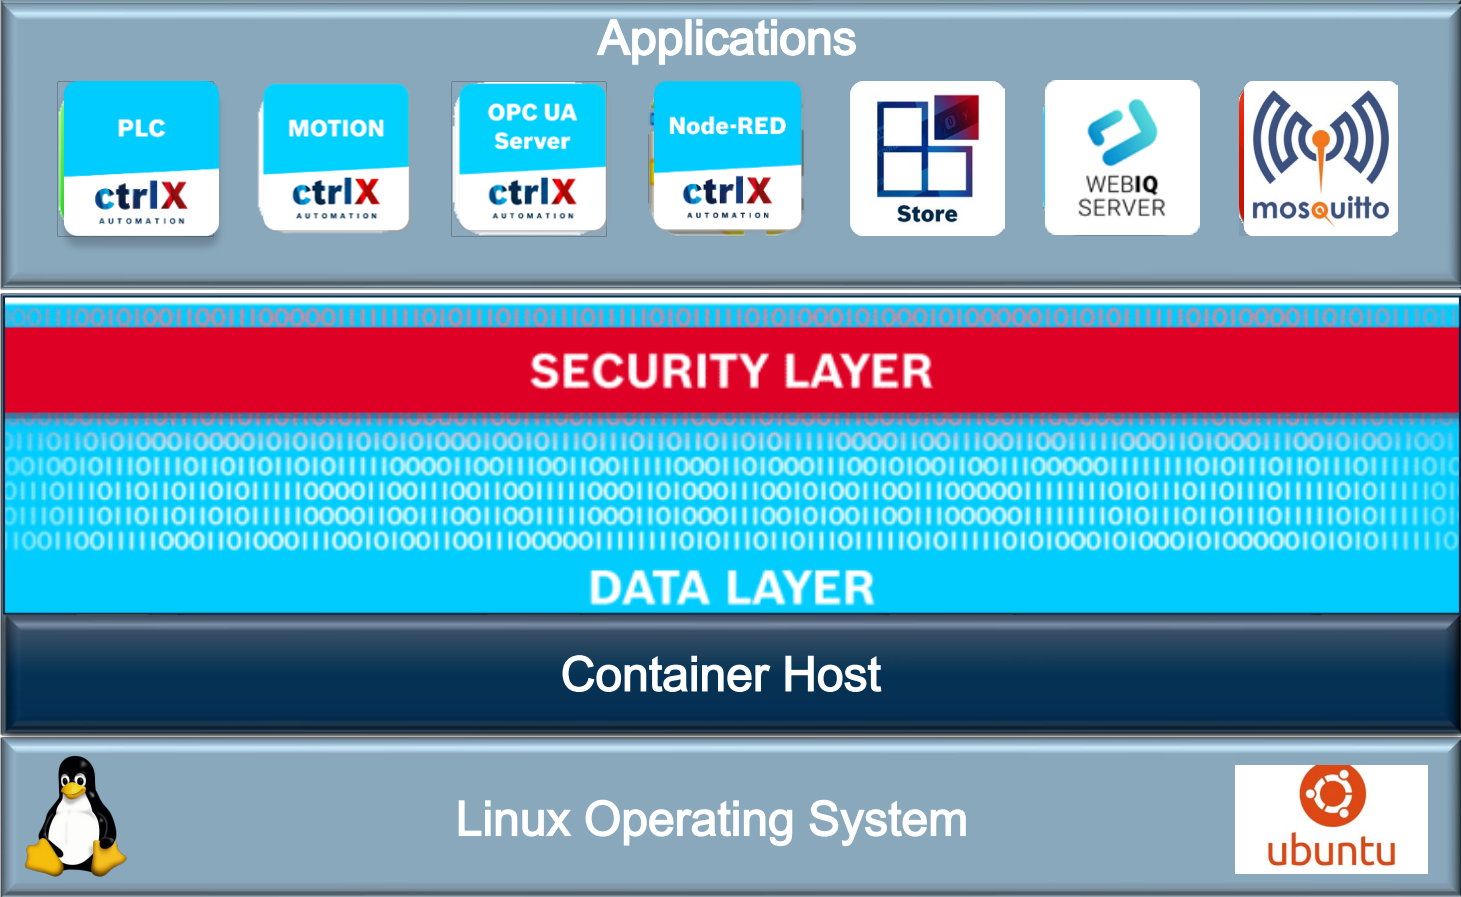 Applications
PLC
ctrlX
AUTOMATION
MOTION
ctrlX
AUTOMATION
OPC UA
Server
ctrlX
AUTOMATION
Node-RED
ctrlX
AUTOMATION
Store
WEBIQ
SERVER
mosquitto
SECURITY LAYER
DATA LAYER
Container Host
Linux Operating System
ubuntu